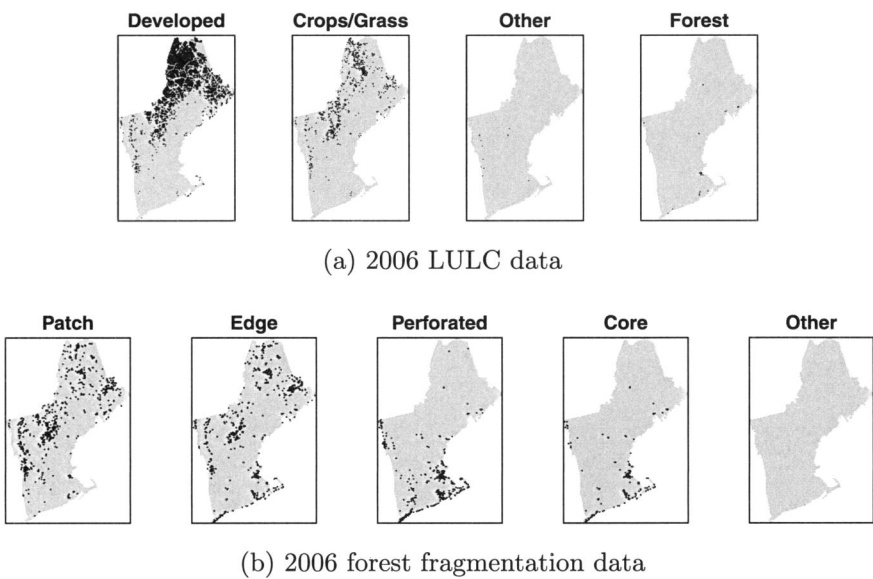 Developed Crops/Grass Other Forest
(a) 2006 LULC data
Patch Edge Perforated Core Other
(b) 2006 forest fragmentation data